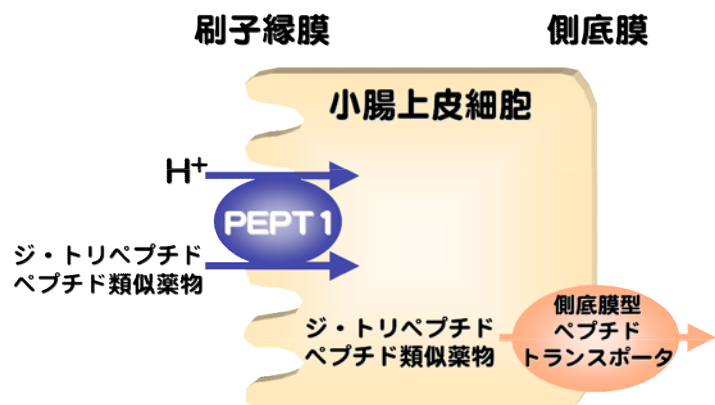 刷子縁膜
側底膜
小腸上皮細胞
H+
PEPT1
ジ・トリペプチド
ペプチド類似薬物
ジ・トリペプチド
ペプチド類似薬物
側底膜型
ペプチド
トランスポータ